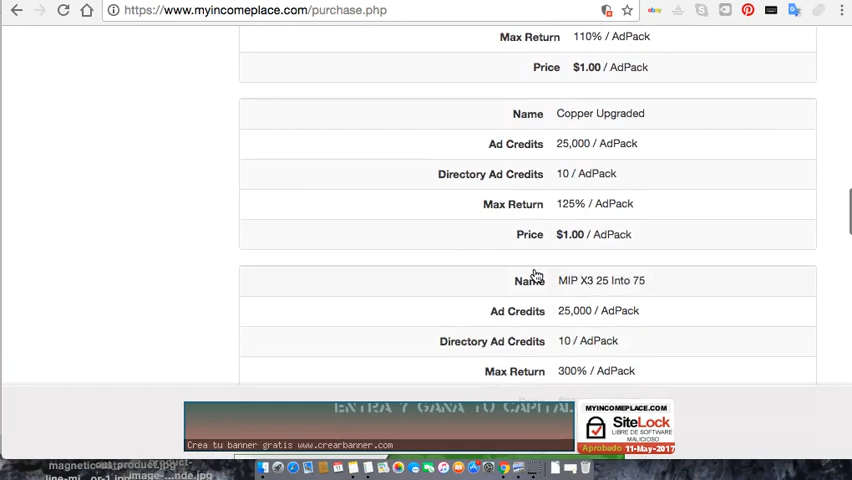 https://www.myincomeplace.com/purchase.php
Max Return 110% / AdPack
Price $1.00 / AdPack
Name Copper Upgraded
Ad Credits 25,000 / AdPack
Directory Ad Credits 10 / AdPack
Max Return 125% / AdPack
Price $1.00 / AdPack
Name MIP X3 25 Into 75
Ad Credits 25,000 / AdPack
Directory Ad Credits 10 / AdPack
Max Return 300% / AdPack
ENTRA Y GANA TU CAPITAL
Crea tu banner gratis www.crearbanner.com
MYINCOMEPLACE.COM
SiteLock
LIBRE DE SOFTWARE
MALICIOSO
Aprobado 11-May-2017